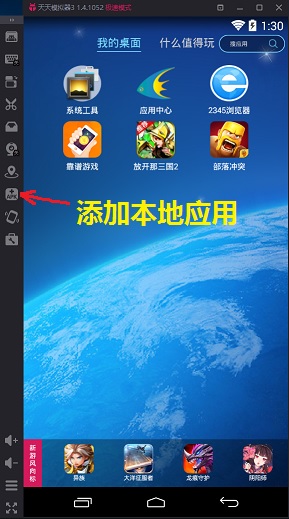 天天模拟器3 1.4.1052 极速模式
1:30
我的桌面 什么值得玩 搜应用
系统工具 应用中心 2345浏览器
靠谱游戏 放开那三国2 部落冲突
添加本地应用
新游风向标
异族 大洋征服者 龙痕守护 阴阳师